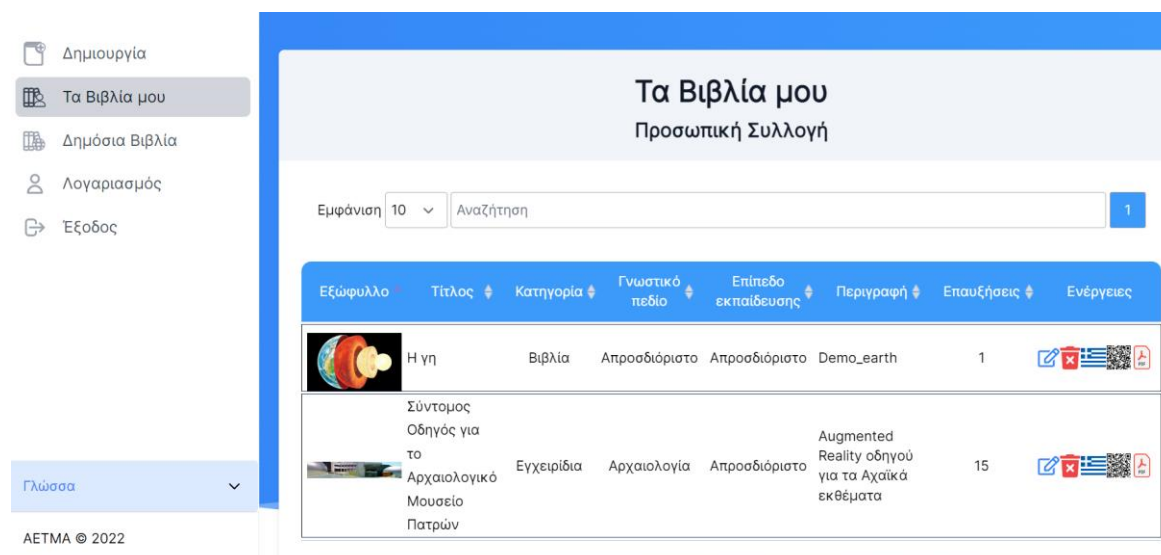 Δημιουργία
Τα Βιβλία μου
Δημόσια Βιβλία
Λογαριασμός
Έξοδος
Γλώσσα
AETMA © 2022
Τα Βιβλία μου
Προσωπική Συλλογή
Εμφάνιση 10 Αναζήτηση 1
Εξώφυλλο Τίτλος Κατηγορία Γνωστικό πεδίο Επίπεδο εκπαίδευσης Περιγραφή Επαυξήσεις Ενέργειες
Η γη Βιβλία Απροσδιόριστο Απροσδιόριστο Demo_earth 1 PDF
Σύντομος
Οδηγός για
το
Αρχαιολογικό
Μουσείο
Πατρών
Εγχειρίδια Αρχαιολογία Απροσδιόριστο
Augmented
Reality οδηγού
για τα Αχαϊκά
εκθέματα
15 PDF